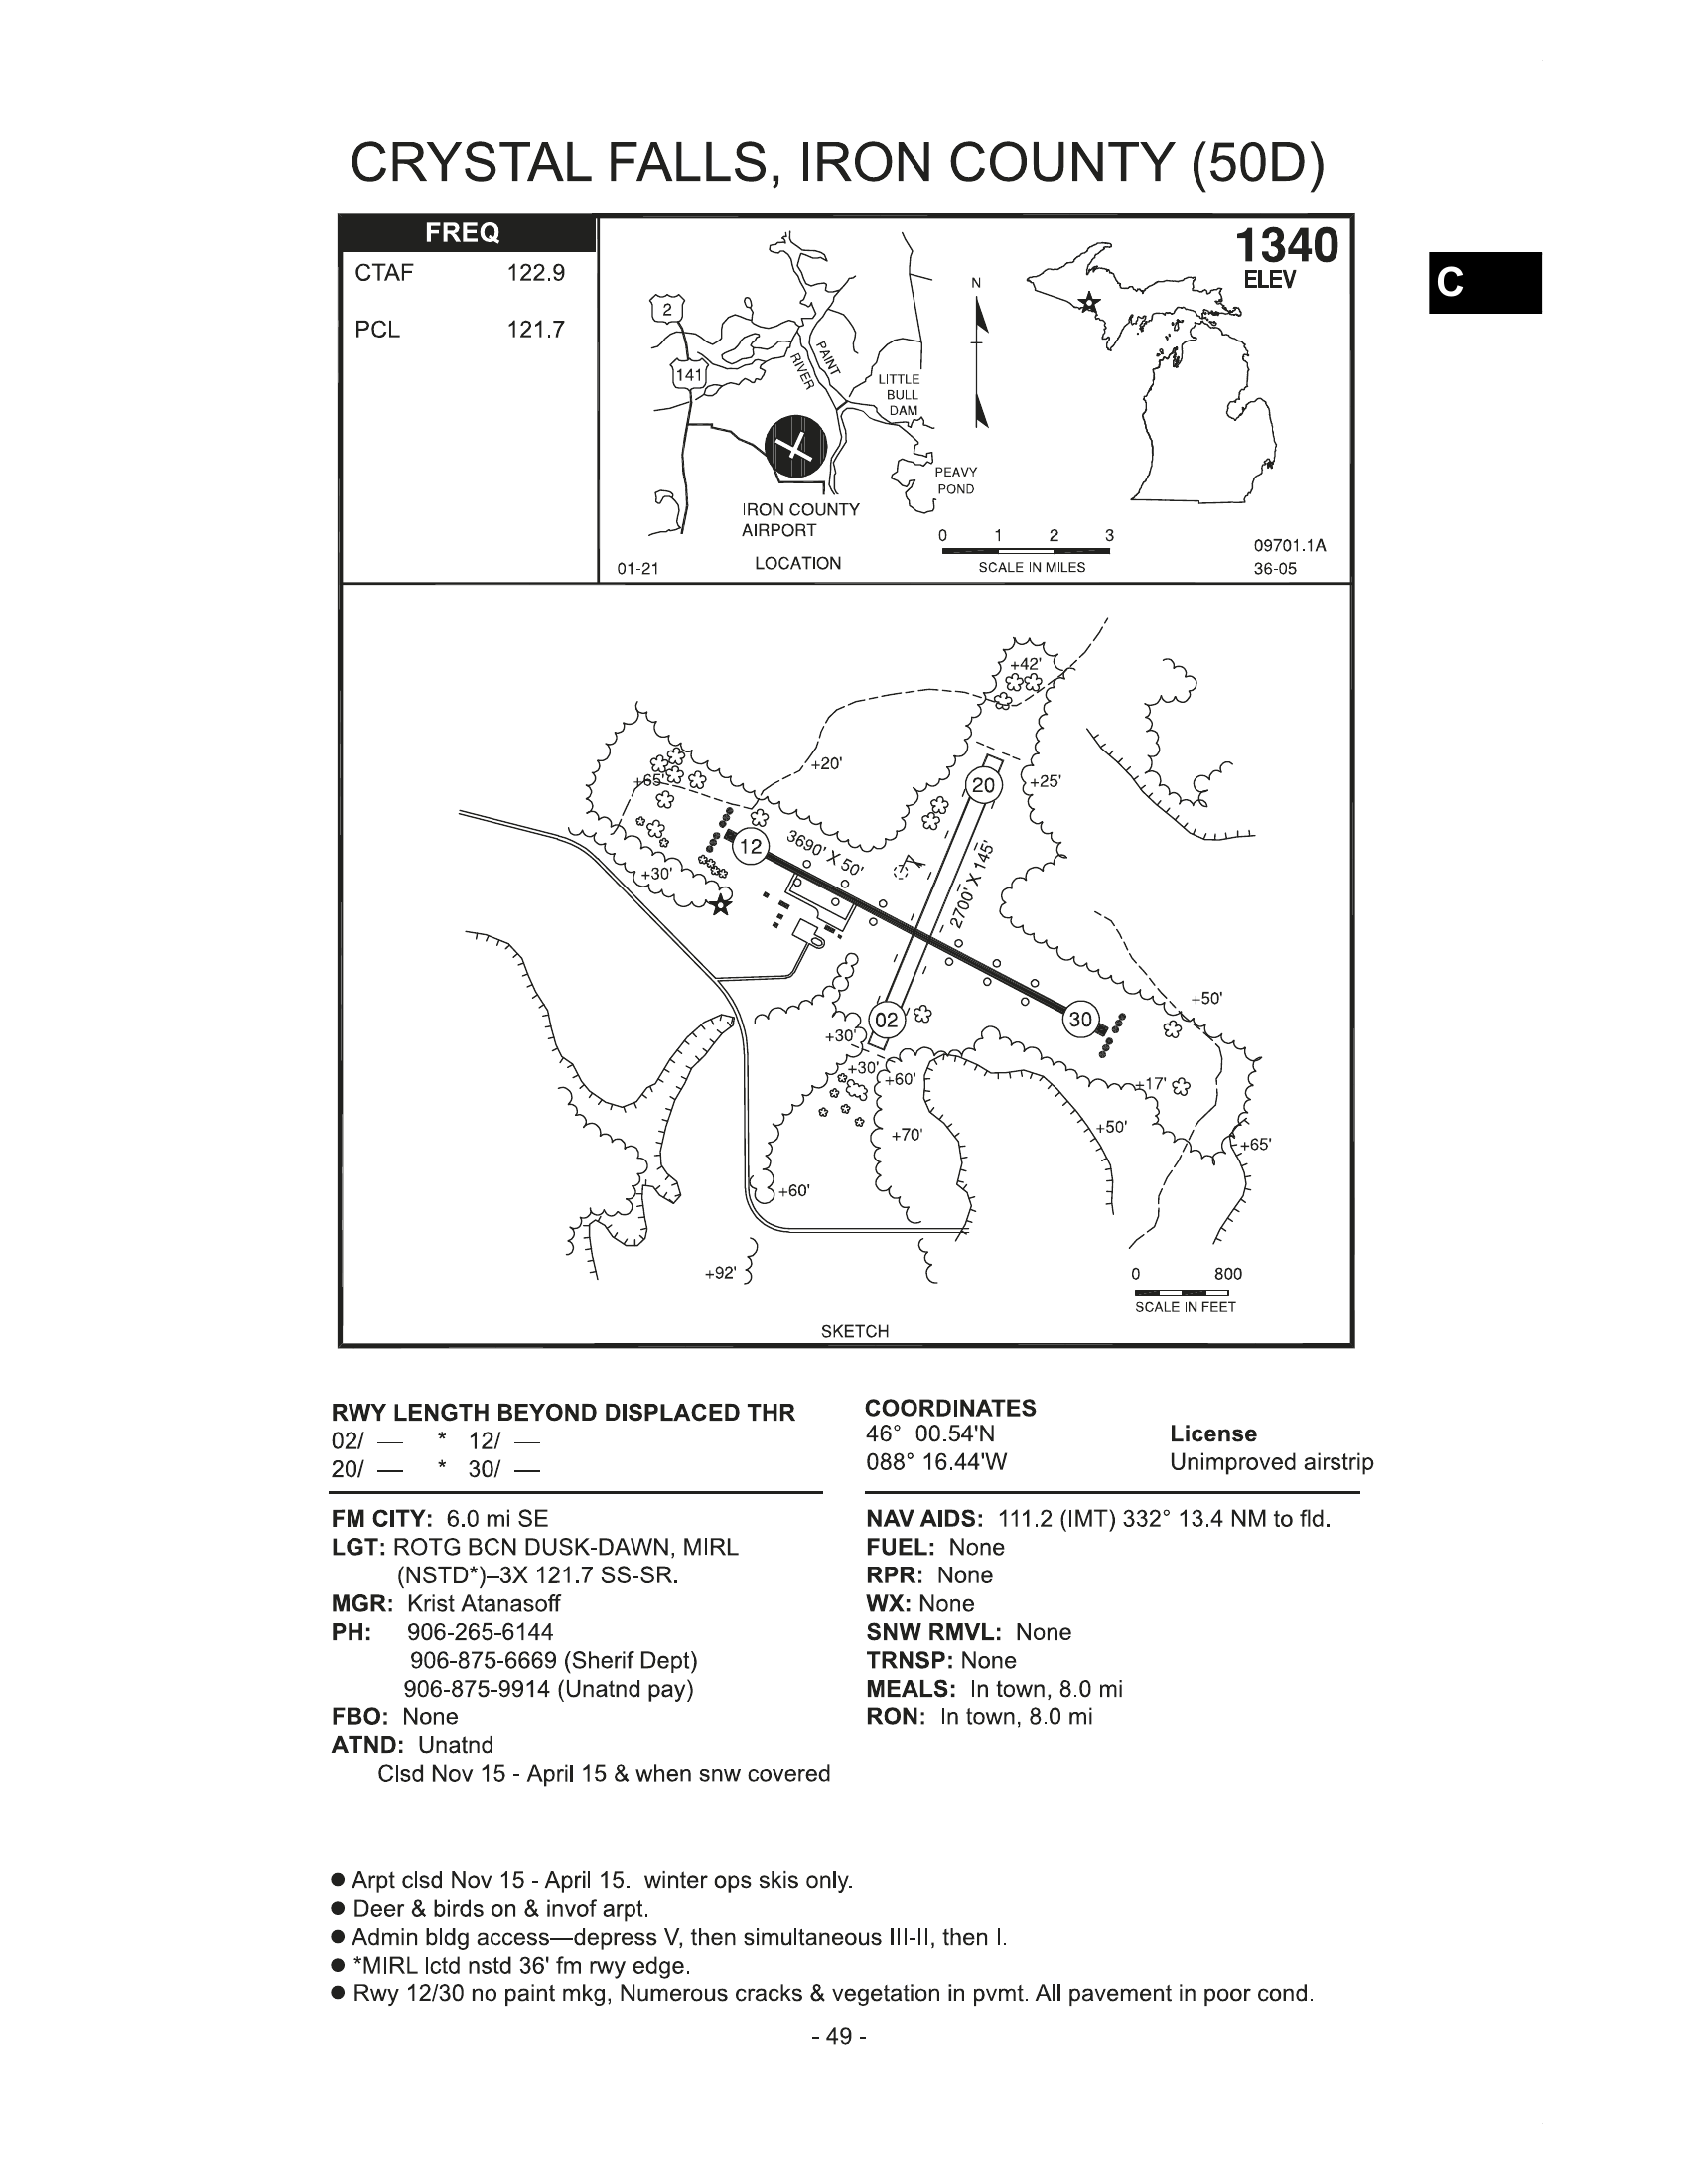 CRYSTAL FALLS, IRON COUNTY (50D)
FREQ
CTAF 122.9
PCL 121.7
2
141
RIVER
PAINT
LITTLE
BULL
DAM
PEAVY
POND
N
1340
ELEV
C
IRON COUNTY
AIRPORT
LOCATION
01-21
0 1 2 3
SCALE IN MILES
09701.1A
36-05
+42'
+20'
+65'
+25'
20
12
3690' X 50'
2700' X 145'
+30'
+50'
02
30
+30'
+30'
+60'
+17'
+70'
+50'
+65'
+60'
+92'
0 800
SCALE IN FEET
SKETCH
RWY LENGTH BEYOND DISPLACED THR
02/ — * 12/ —
20/ — * 30/ —
COORDINATES
46° 00.54'N
088° 16.44'W
License
Unimproved airstrip
FM CITY: 6.0 mi SE
LGT: ROTG BCN DUSK-DAWN, MIRL
(NSTD*)–3X 121.7 SS-SR.
MGR: Krist Atanasoff
PH: 906-265-6144
906-875-6669 (Sherif Dept)
906-875-9914 (Unatnd pay)
FBO: None
ATND: Unatnd
Clsd Nov 15 - April 15 & when snw covered
NAV AIDS: 111.2 (IMT) 332° 13.4 NM to fld.
FUEL: None
RPR: None
WX: None
SNW RMVL: None
TRNSP: None
MEALS: In town, 8.0 mi
RON: In town, 8.0 mi
● Arpt clsd Nov 15 - April 15. winter ops skis only.
● Deer & birds on & invof arpt.
● Admin bldg access—depress V, then simultaneous III-II, then I.
● *MIRL lctd nstd 36' fm rwy edge.
● Rwy 12/30 no paint mkg, Numerous cracks & vegetation in pvmt. All pavement in poor cond.
- 49 -